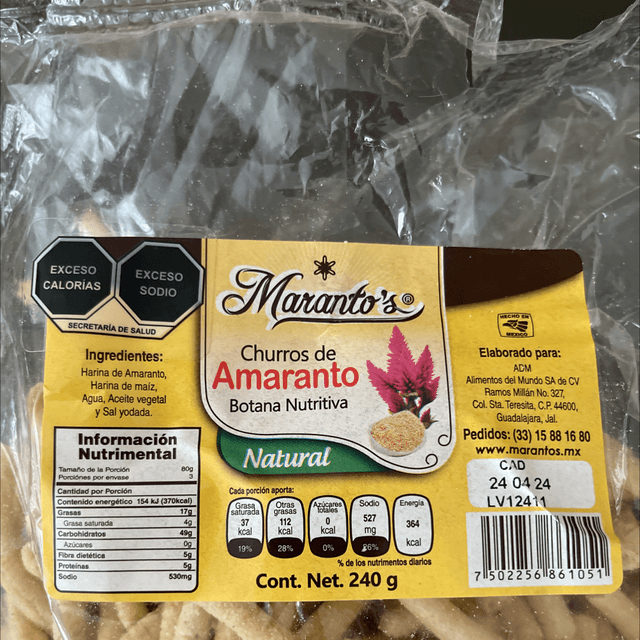 EXCESO
CALORÍAS
EXCESO
SODIO
SECRETARÍA DE SALUD
Ingredientes:
Harina de Amaranto,
Harina de maíz,
Agua, Aceite vegetal
y Sal yodada.
Información
Nutrimental
Tamaño de la Porción 80g
Porciónes por envase 3
Cantidad por Porción
Contenido energético 154 kJ (370kcal)
Grasas 17g
Grasa saturada 4g
Carbohidratos 49g
Azúcares 0g
Fibra dietética 5g
Proteínas 5g
Sodio 530mg
Maranto's®
Churros de
Amaranto
Botana Nutritiva
Natural
Cada porción aporta:
Grasa saturada 37 kcal 19%
Otras grasas 112 kcal 28%
Azúcares totales 0 kcal 0%
Sodio 527 mg 26%
Energía 364 kcal
% de los nutrimentos diarios
Cont. Net. 240 g
HECHO EN
MEXICO
Elaborado para:
ADM
Alimentos del Mundo SA de CV
Ramos Millán No. 327,
Col. Sta. Teresita, C.P. 44600,
Guadalajara, Jal.
Pedidos: (33) 15 88 16 80
www.marantos.mx
CAD
24 04 24
LV12411
7 502256 861051